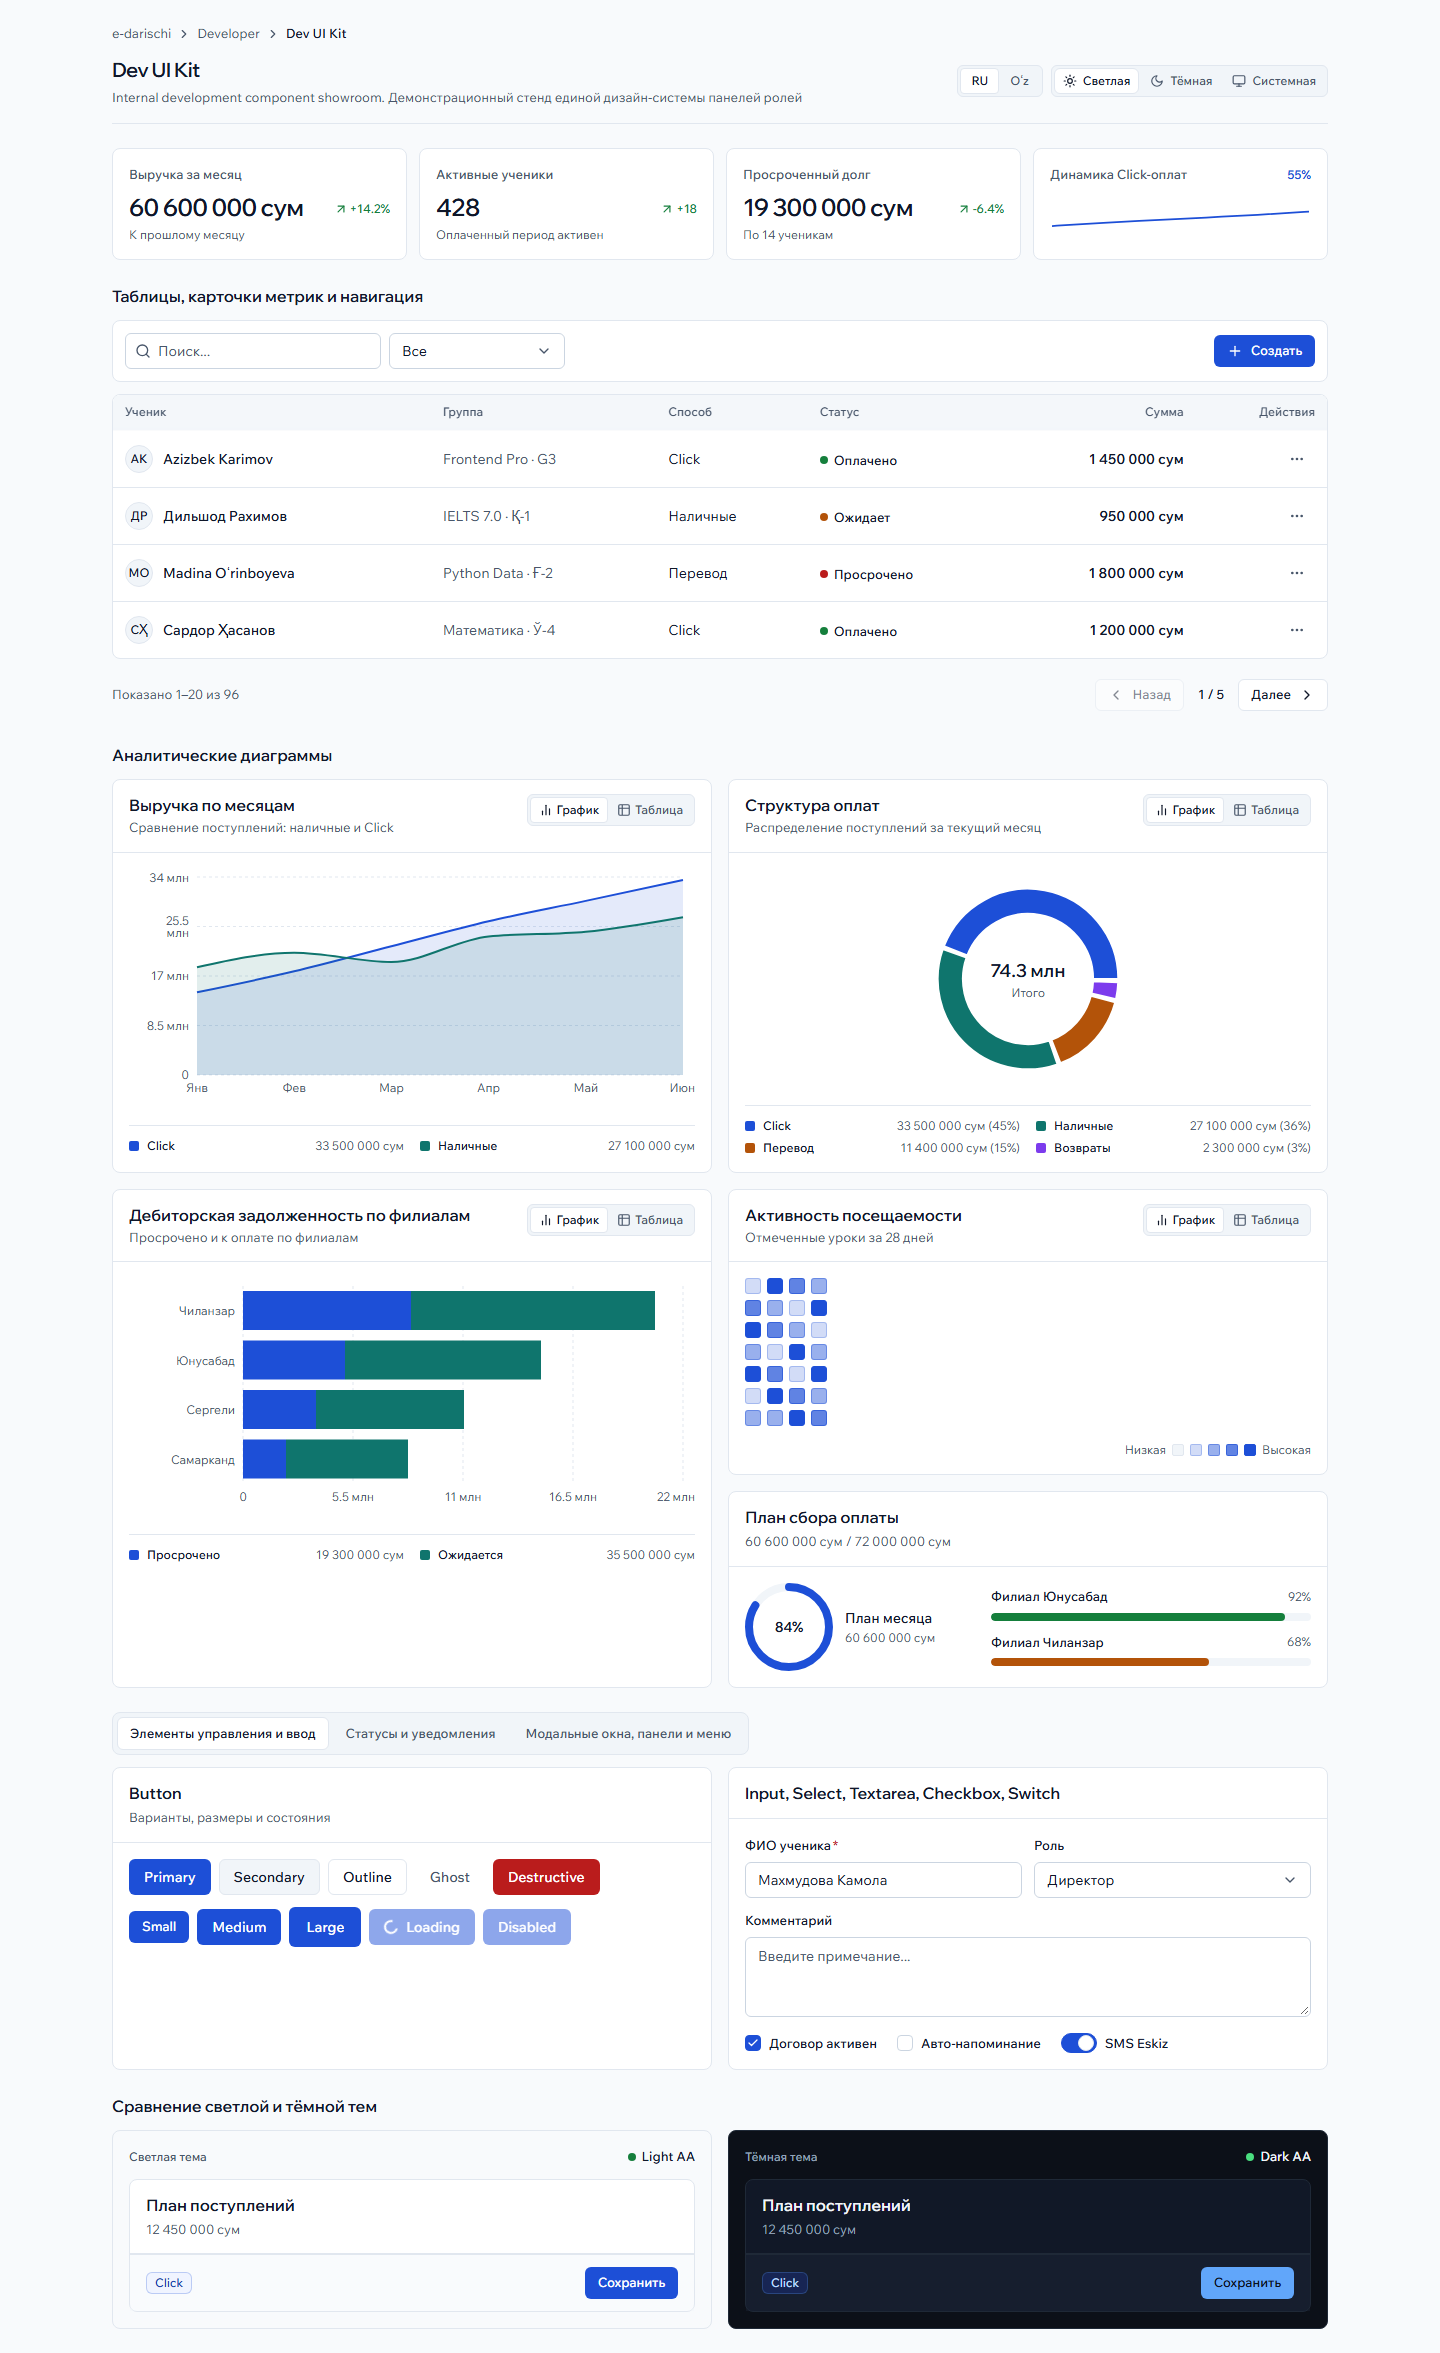 e-darischi > Developer > Dev UI Kit
Dev UI Kit
Internal development component showroom. Демонстрационный стенд единой дизайн-системы панелей ролей
RU Oʻz Светлая Тёмная Системная
Выручка за месяц
60 600 000 сум +14.2%
К прошлому месяцу
Активные ученики
428 +18
Оплаченный период активен
Просроченный долг
19 300 000 сум -6.4%
По 14 ученикам
Динамика Click-оплат 55%
Таблицы, карточки метрик и навигация
Поиск... Все Создать
Ученик Группа Способ Статус Сумма Действия
AK Azizbek Karimov Frontend Pro · G3 Click Оплачено 1 450 000 сум ...
ДР Дильшод Рахимов IELTS 7.0 · Қ-1 Наличные Ожидает 950 000 сум ...
MO Madina Oʻrinboyeva Python Data · Ғ-2 Перевод Просрочено 1 800 000 сум ...
СҲ Сардор Ҳасанов Математика · Ў-4 Click Оплачено 1 200 000 сум ...
Показано 1–20 из 96 Назад 1 / 5 Далее
Аналитические диаграммы
Выручка по месяцам График Таблица
Сравнение поступлений: наличные и Click
34 млн
25.5
млн
17 млн
8.5 млн
0
Янв Фев Мар Апр Май Июн
Click 33 500 000 сум Наличные 27 100 000 сум
Структура оплат График Таблица
Распределение поступлений за текущий месяц
74.3 млн
Итого
Click 33 500 000 сум (45%) Наличные 27 100 000 сум (36%)
Перевод 11 400 000 сум (15%) Возвраты 2 300 000 сум (3%)
Дебиторская задолженность по филиалам График Таблица
Просрочено и к оплате по филиалам
Чиланзар
Юнусабад
Сергели
Самарканд
0 5.5 млн 11 млн 16.5 млн 22 млн
Просрочено 19 300 000 сум Ожидается 35 500 000 сум
Активность посещаемости График Таблица
Отмеченные уроки за 28 дней
Низкая Высокая
План сбора оплаты
60 600 000 сум / 72 000 000 сум
84%
План месяца
60 600 000 сум
Филиал Юнусабад 92%
Филиал Чиланзар 68%
Элементы управления и ввод Статусы и уведомления Модальные окна, панели и меню
Button
Варианты, размеры и состояния
Primary Secondary Outline Ghost Destructive
Small Medium Large Loading Disabled
Input, Select, Textarea, Checkbox, Switch
ФИО ученика* Роль
Махмудова Камола Директор
Комментарий
Введите примечание...
Договор активен Авто-напоминание SMS Eskiz
Сравнение светлой и тёмной тем
Светлая тема Light AA
План поступлений
12 450 000 сум
Click Сохранить
Тёмная тема Dark AA
План поступлений
12 450 000 сум
Click Сохранить